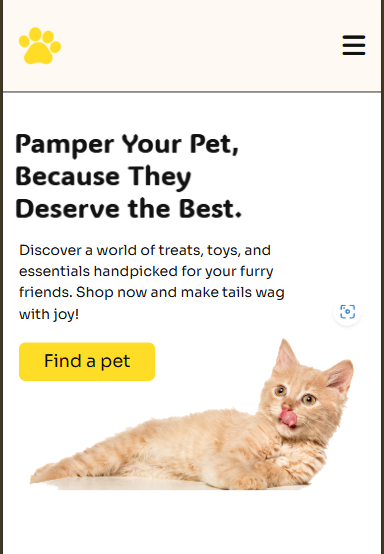 Pamper Your Pet,
Because They
Deserve the Best.
Discover a world of treats, toys, and
essentials handpicked for your furry
friends. Shop now and make tails wag
with joy!
Find a pet